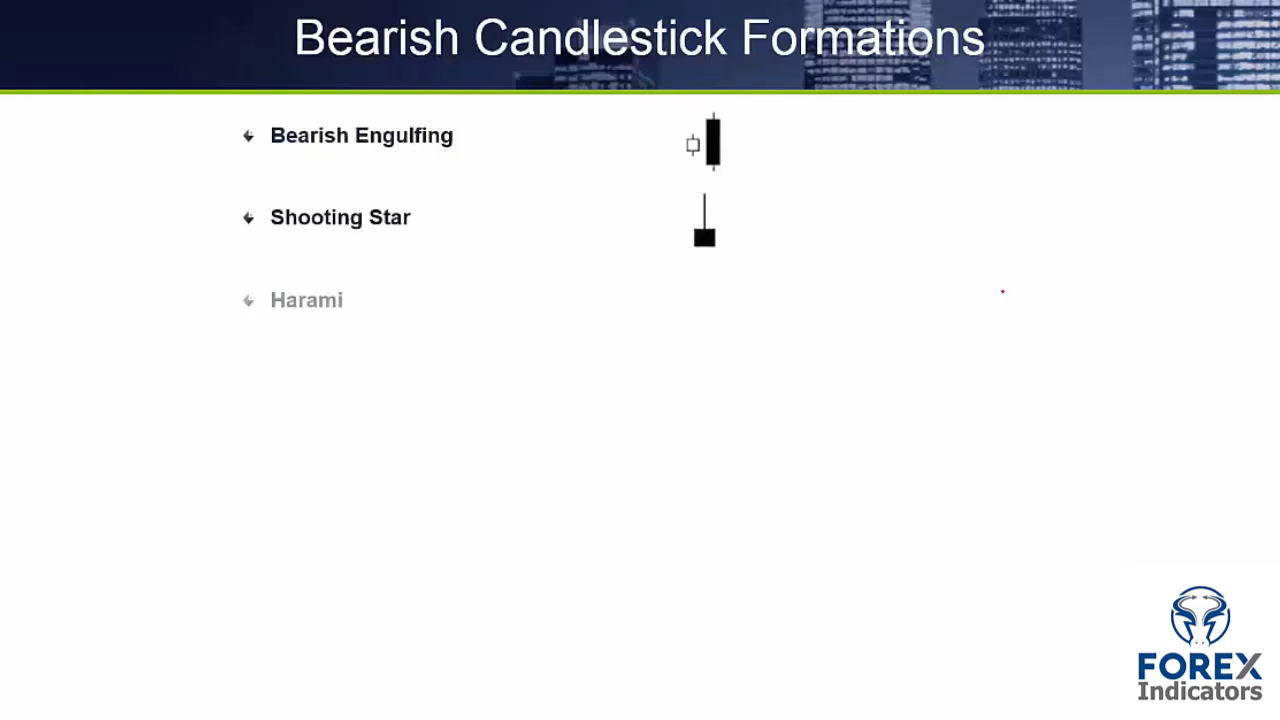 Bearish Candlestick Formations
Bearish Engulfing
Shooting Star
Harami
FOREX
Indicators